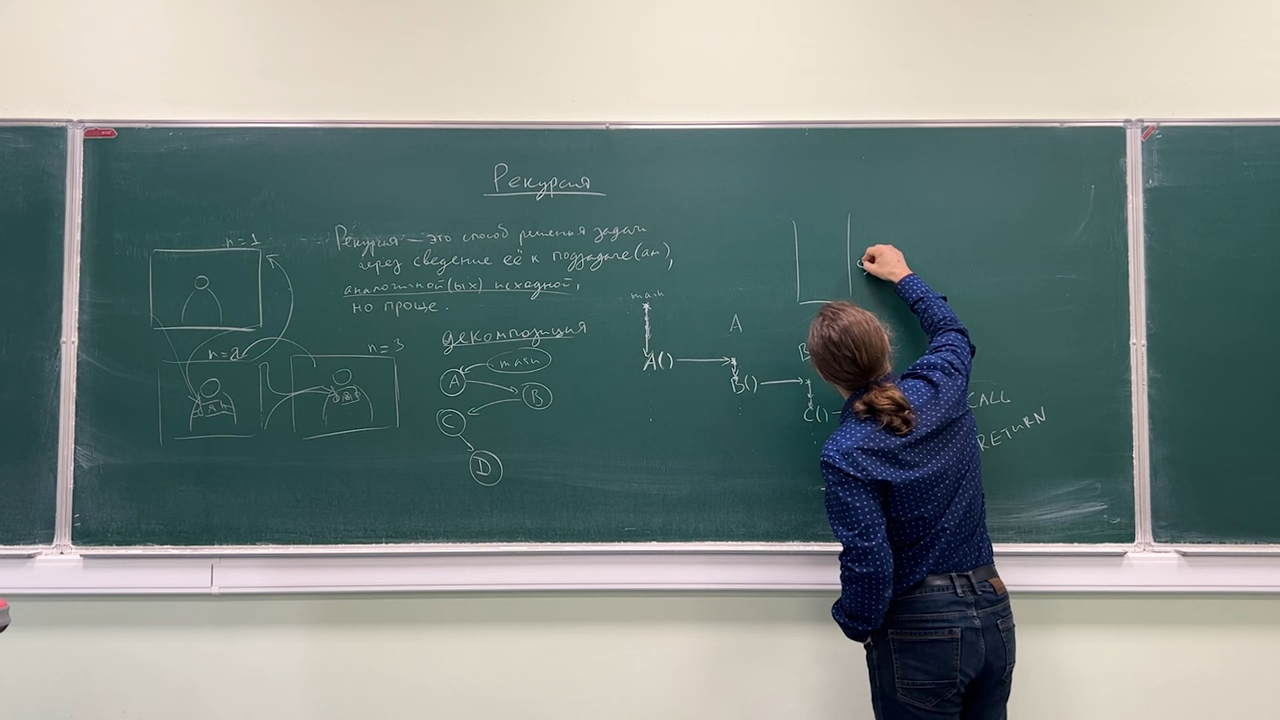 Рекурсия
Рекурсия — это способ решения задачи
через сведение её к подзадаче(ам),
аналогичной(ых) исходной,
но проще.
n=1
n=2
n=3
декомпозиция
main
A
B
C
D
main
A
A()
B()
C()
CALL
RETURN